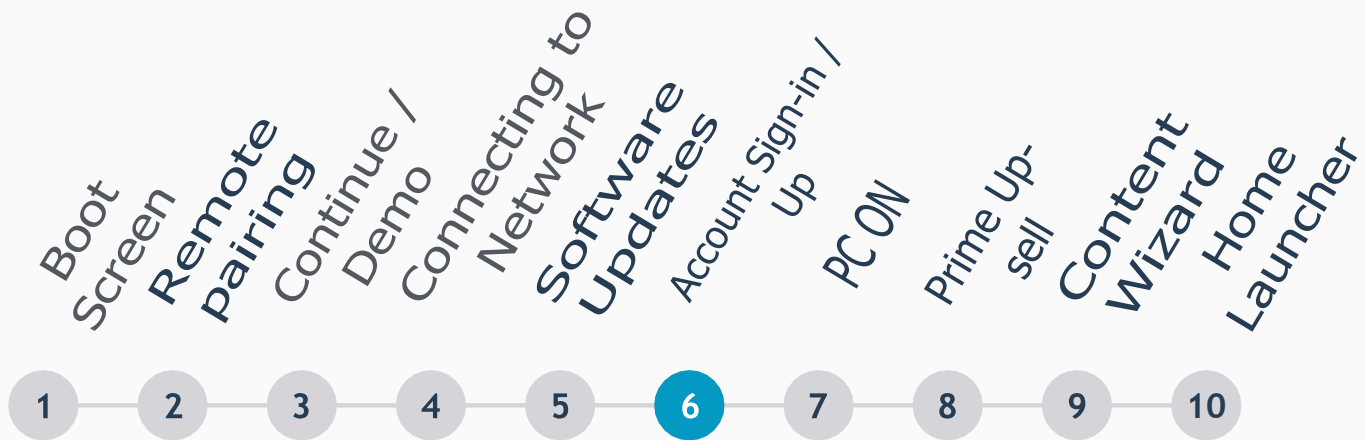 Boot
Screen
Remote
pairing
Continue /
Demo
Connecting to
Network
Software
Updates
Account Sign-in /
Up
PC ON
Prime Up-
sell
Content
Wizard
Home
Launcher
1
2
3
4
5
6
7
8
9
10